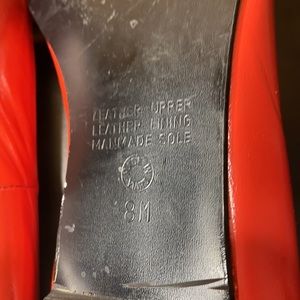 LEATHER UPPER
LEATHER LINING
MANMADE SOLE
8M